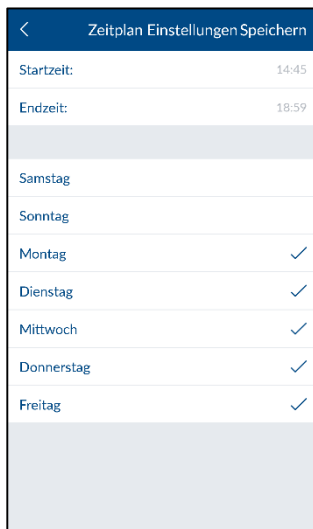 Zeitplan Einstellungen Speichern
Startzeit: 14:45
Endzeit: 18:59
Samstag
Sonntag
Montag
Dienstag
Mittwoch
Donnerstag
Freitag